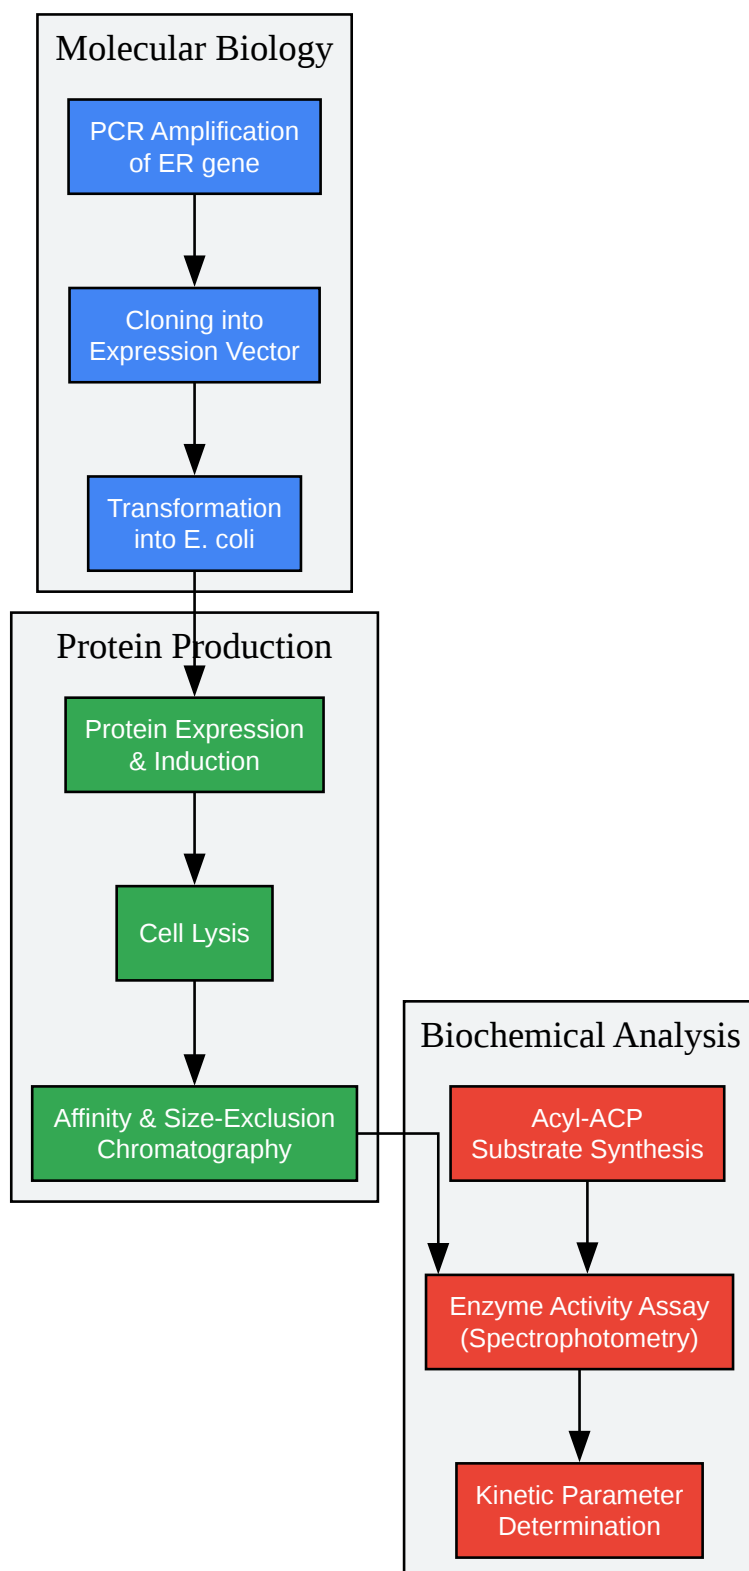 Molecular Biology
PCR Amplification
of ER gene
Cloning into
Expression Vector
Transformation
into E. coli
Protein Production
Protein Expression
& Induction
Cell Lysis
Affinity & Size-Exclusion
Chromatography
Biochemical Analysis
Acyl-ACP
Substrate Synthesis
Enzyme Activity Assay
(Spectrophotometry)
Kinetic Parameter
Determination